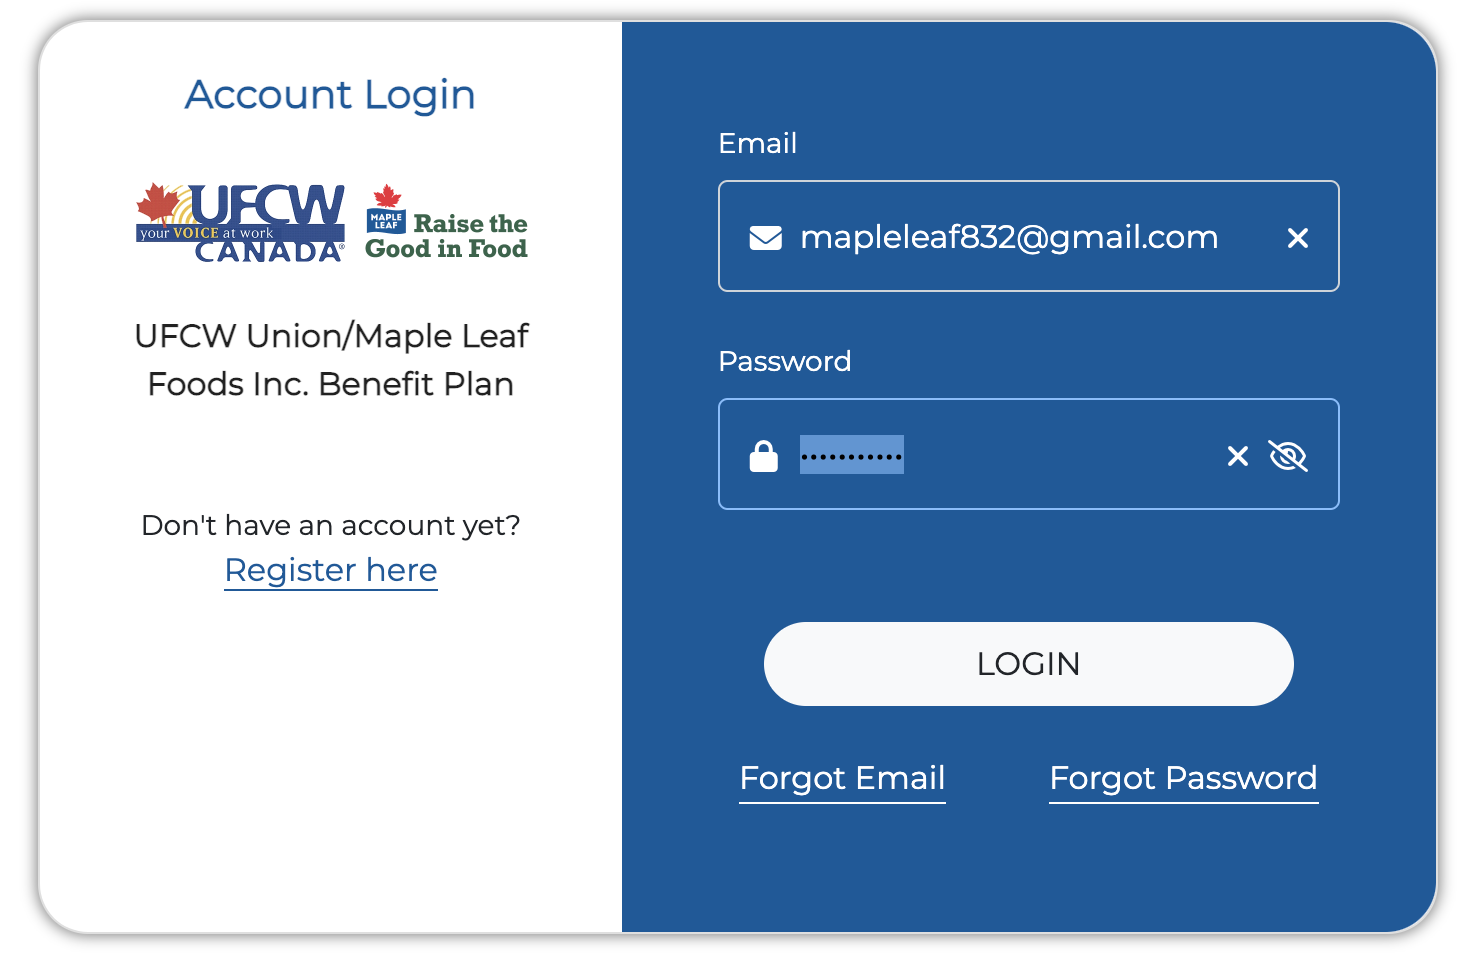 Account Login
UFCW
your VOICE at work
CANADA®
MAPLE
LEAF
Raise the
Good in Food
UFCW Union/Maple Leaf
Foods Inc. Benefit Plan
Don't have an account yet?
Register here
Email
mapleleaf832@gmail.com
Password
•••••••••••
LOGIN
Forgot Email
Forgot Password